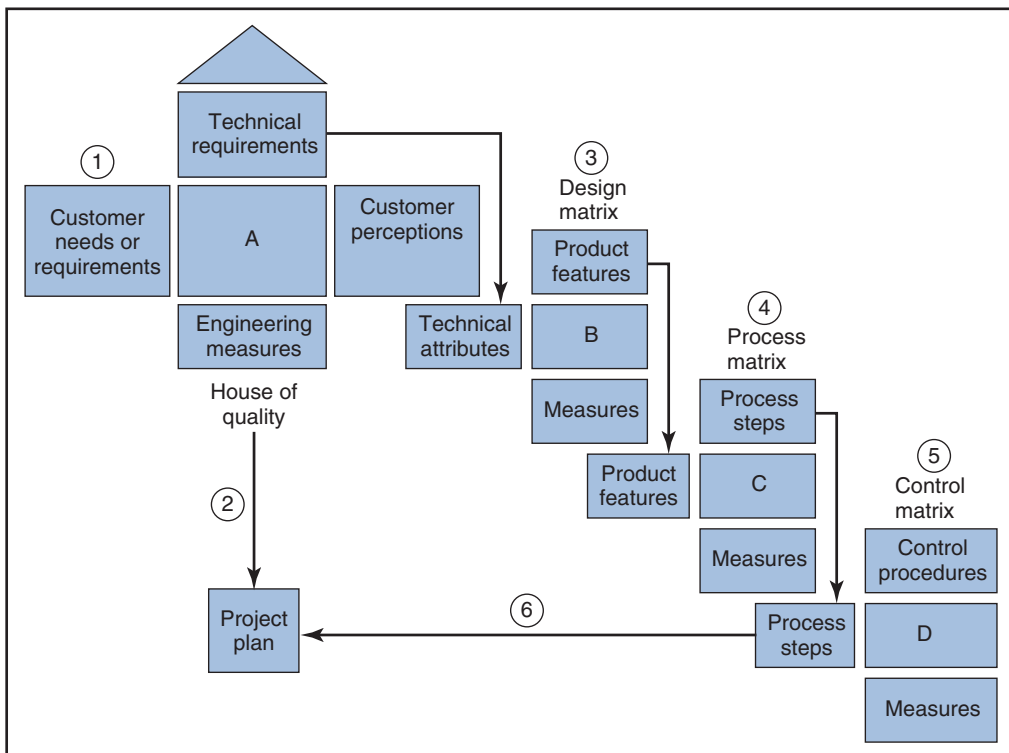 Technical
requirements
1
Customer
needs or
requirements
A
Customer
perceptions
Engineering
measures
House of
quality
2
Project
plan
3
Design
matrix
Product
features
Technical
attributes
B
Measures
4
Process
matrix
Process
steps
Product
features
C
Measures
5
Control
matrix
Control
procedures
Process
steps
D
Measures
6